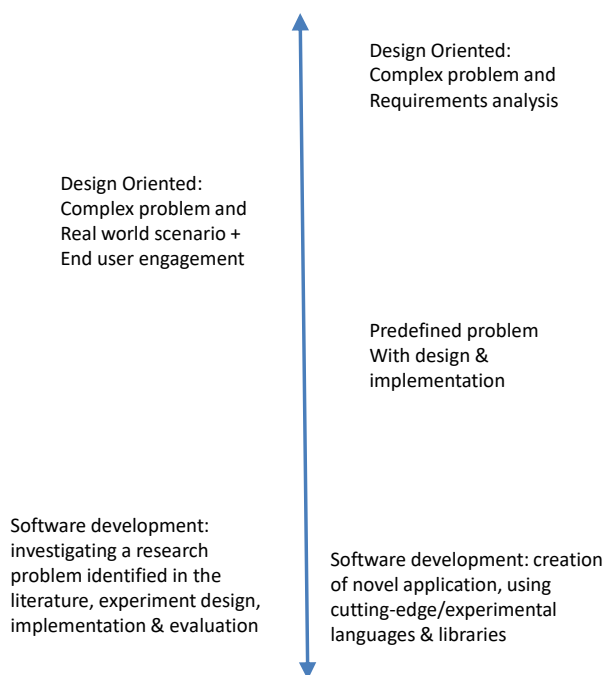 Design Oriented:
Complex problem and
Requirements analysis
Design Oriented:
Complex problem and
Real world scenario +
End user engagement
Predefined problem
With design &
implementation
Software development:
investigating a research
problem identified in the
literature, experiment design,
implementation & evaluation
Software development: creation
of novel application, using
cutting-edge/experimental
languages & libraries